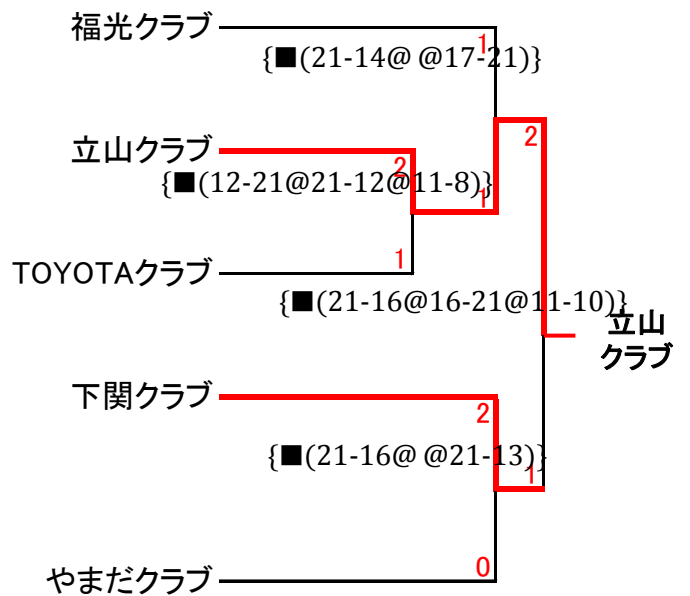 福光クラブ
1
{■(21-14@ @17-21)}
2
立山クラブ
2
{■(12-21@21-12@11-8)}
1
1
TOYOTAクラブ
{■(21-16@16-21@11-10)}
立山
クラブ
下関クラブ
2
{■(21-16@ @21-13)}
1
0
やまだクラブ